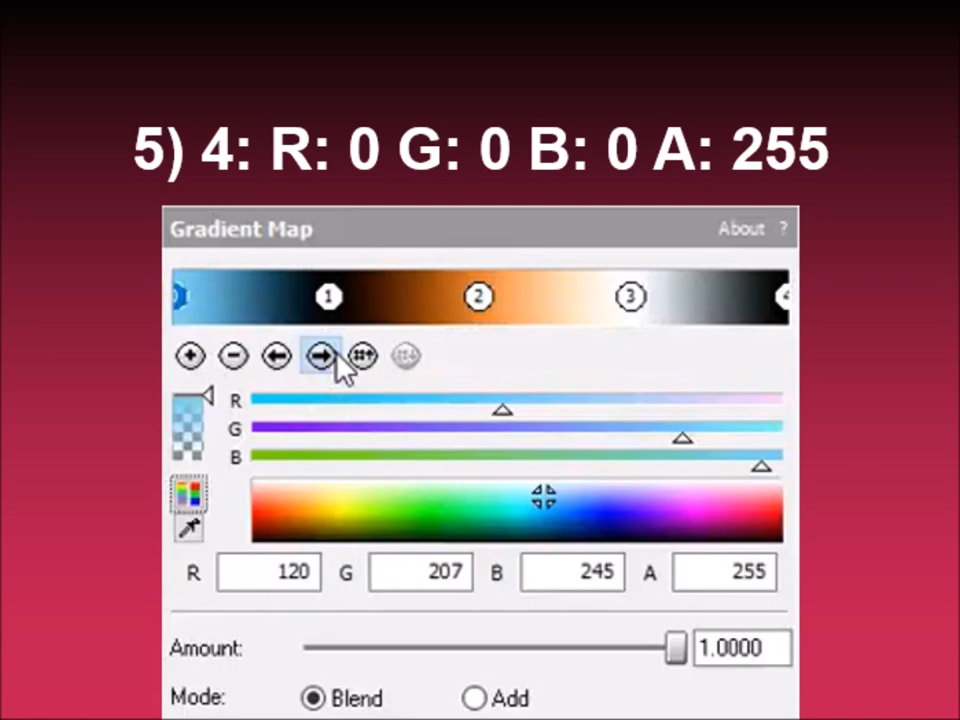 5) 4: R: 0 G: 0 B: 0 A: 255
Gradient Map About ?
1 2 3 4
R
G
B
R 120 G 207 B 245 A 255
Amount: 1.0000
Mode: Blend Add